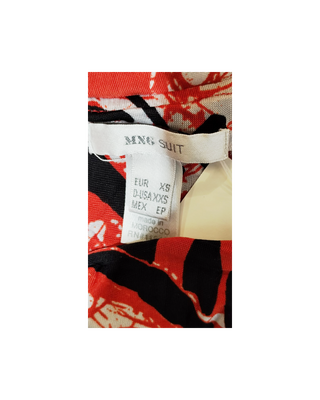 MNG SUIT
EUR XS
D-USA XXS
MEX EP
made in
MOROCCO